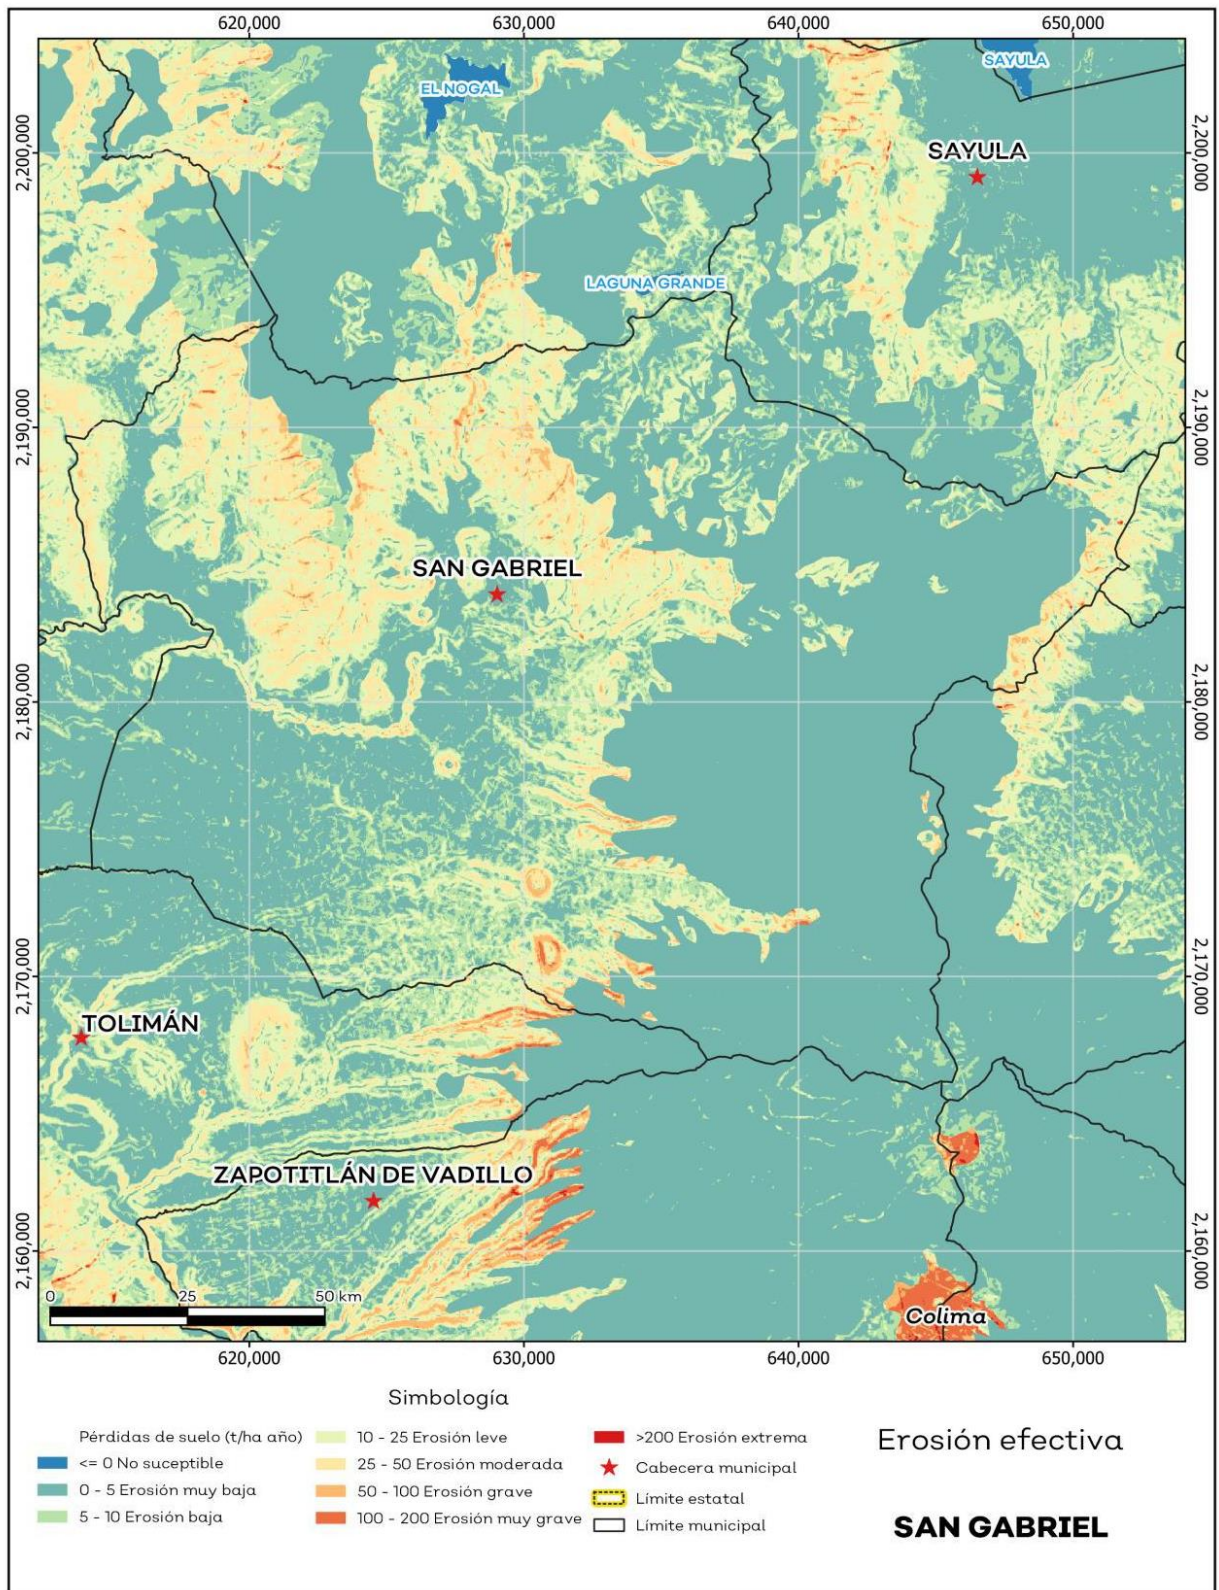 620,000 630,000 640,000 650,000
SAYULA
EL NOGAL
2,200,000 2,200,000
SAYULA
LAGUNA GRANDE
2,190,000 2,190,000
SAN GABRIEL
2,180,000 2,180,000
2,170,000 2,170,000
TOLIMÁN
ZAPOTITLÁN DE VADILLO
2,160,000 2,160,000
0 25 50 km
Colima
620,000 630,000 640,000 650,000
Simbología
Pérdidas de suelo (t/ha año)
<= 0 No suceptible
0 - 5 Erosión muy baja
5 - 10 Erosión baja
10 - 25 Erosión leve
25 - 50 Erosión moderada
50 - 100 Erosión grave
100 - 200 Erosión muy grave
>200 Erosión extrema
Cabecera municipal
Límite estatal
Límite municipal
Erosión efectiva
SAN GABRIEL